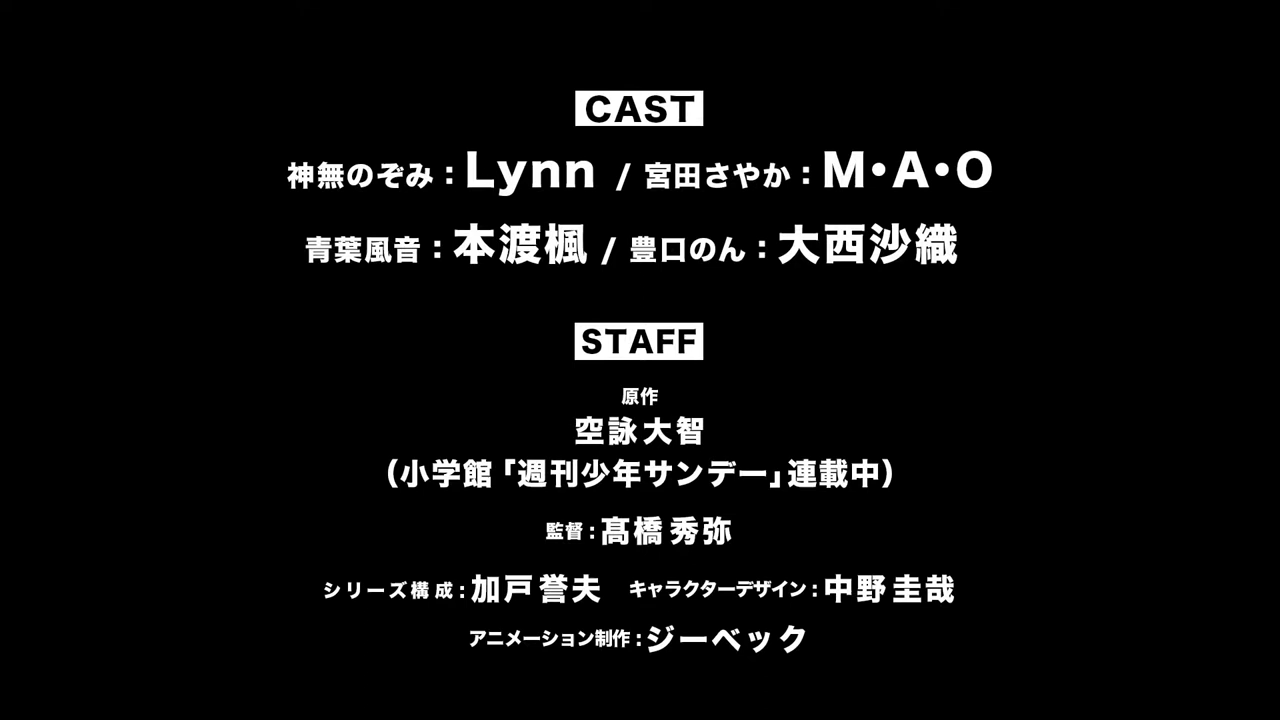 CAST
神無のぞみ：Lynn / 宮田さやか：M・A・O
青葉風音：本渡楓 / 豊口のん：大西沙織
STAFF
原作
空詠大智
（小学館「週刊少年サンデー」連載中）
監督：髙橋秀弥
シリーズ構成：加戸誉夫　キャラクターデザイン：中野圭哉
アニメーション制作：ジーベック